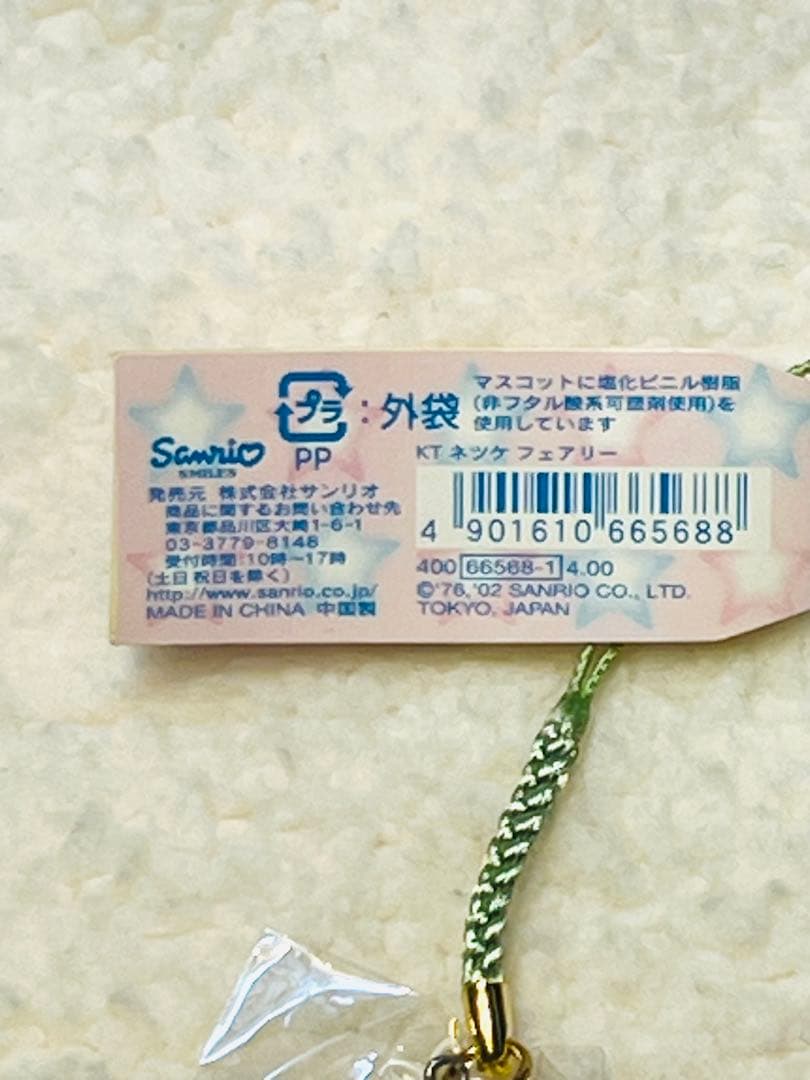 プラ
:外袋
PP
マスコットに塩化ビニル樹脂
(非フタル酸系可塑剤使用)を
使用しています
Sanrio
SMILES
発売元 株式会社サンリオ
商品に関するお問い合わせ先
東京都品川区大崎1-6-1
03-3779-8148
受付時間:10時〜17時
(土日祝日を除く)
http://www.sanrio.co.jp/
MADE IN CHINA 中国製
KT ネツケ フェアリー
4 901610 665688
400 66568-1 4.00
©'76,'02 SANRIO CO., LTD.
TOKYO, JAPAN